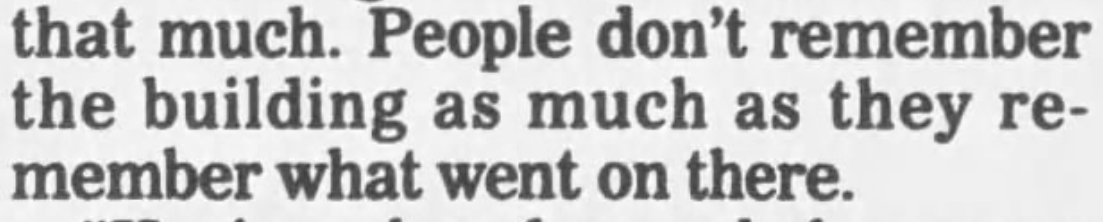 that much. People don't remember
the building as much as they re-
member what went on there.